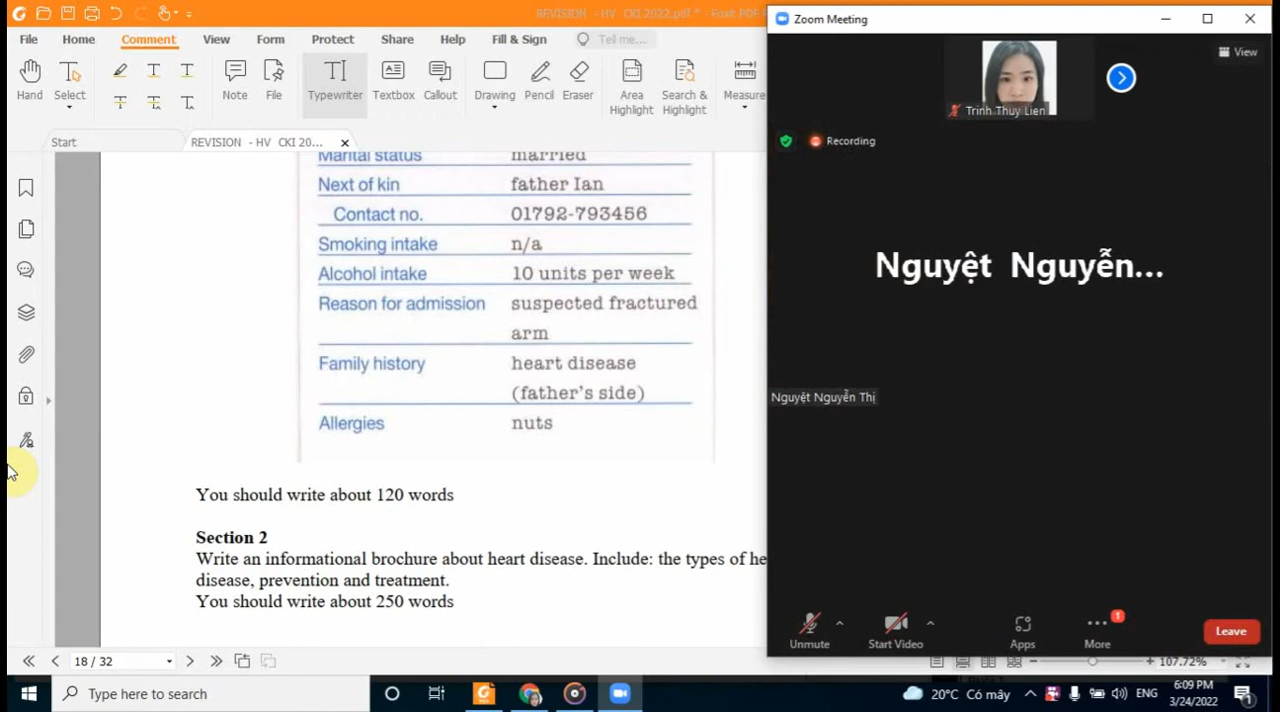 REVISION - HV CKI 2022.pdf * - Foxit PDF
File Home Comment View Form Protect Share Help Fill & Sign Tell me...
Hand Select Note File Typewriter Textbox Callout Drawing Pencil Eraser Area Highlight Search & Highlight Measure
Start REVISION - HV CKI 20...
Marital status married
Next of kin father Ian
Contact no. 01792-793456
Smoking intake n/a
Alcohol intake 10 units per week
Reason for admission suspected fractured
arm
Family history heart disease
(father's side)
Allergies nuts
You should write about 120 words
Section 2
Write an informational brochure about heart disease. Include: the types of he
disease, prevention and treatment.
You should write about 250 words
18 / 32
107.72%
Zoom Meeting
View
Trinh Thuy Lien
Recording
Nguyệt Nguyễn...
Nguyệt Nguyễn Thị
Unmute Start Video Apps More 1 Leave
Type here to search
20°C Có mây ENG 6:09 PM
3/24/2022 1